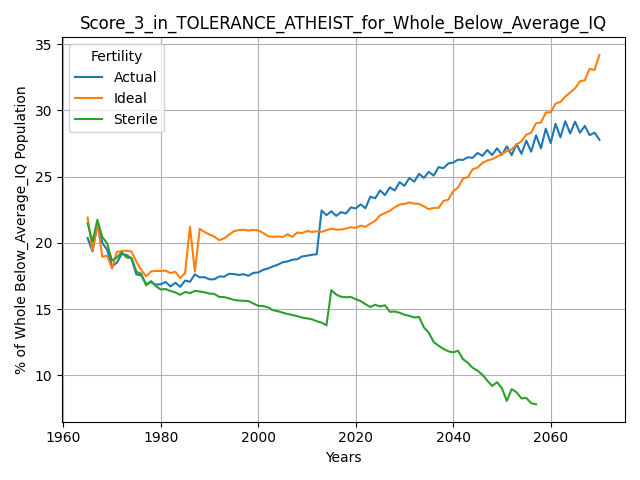 Score_3_in_TOLERANCE_ATHEIST_for_Whole_Below_Average_IQ
Fertility
Actual
Ideal
Sterile
% of Whole Below_Average_IQ Population
35
30
25
20
15
10
1960
1980
2000
2020
2040
2060
Years